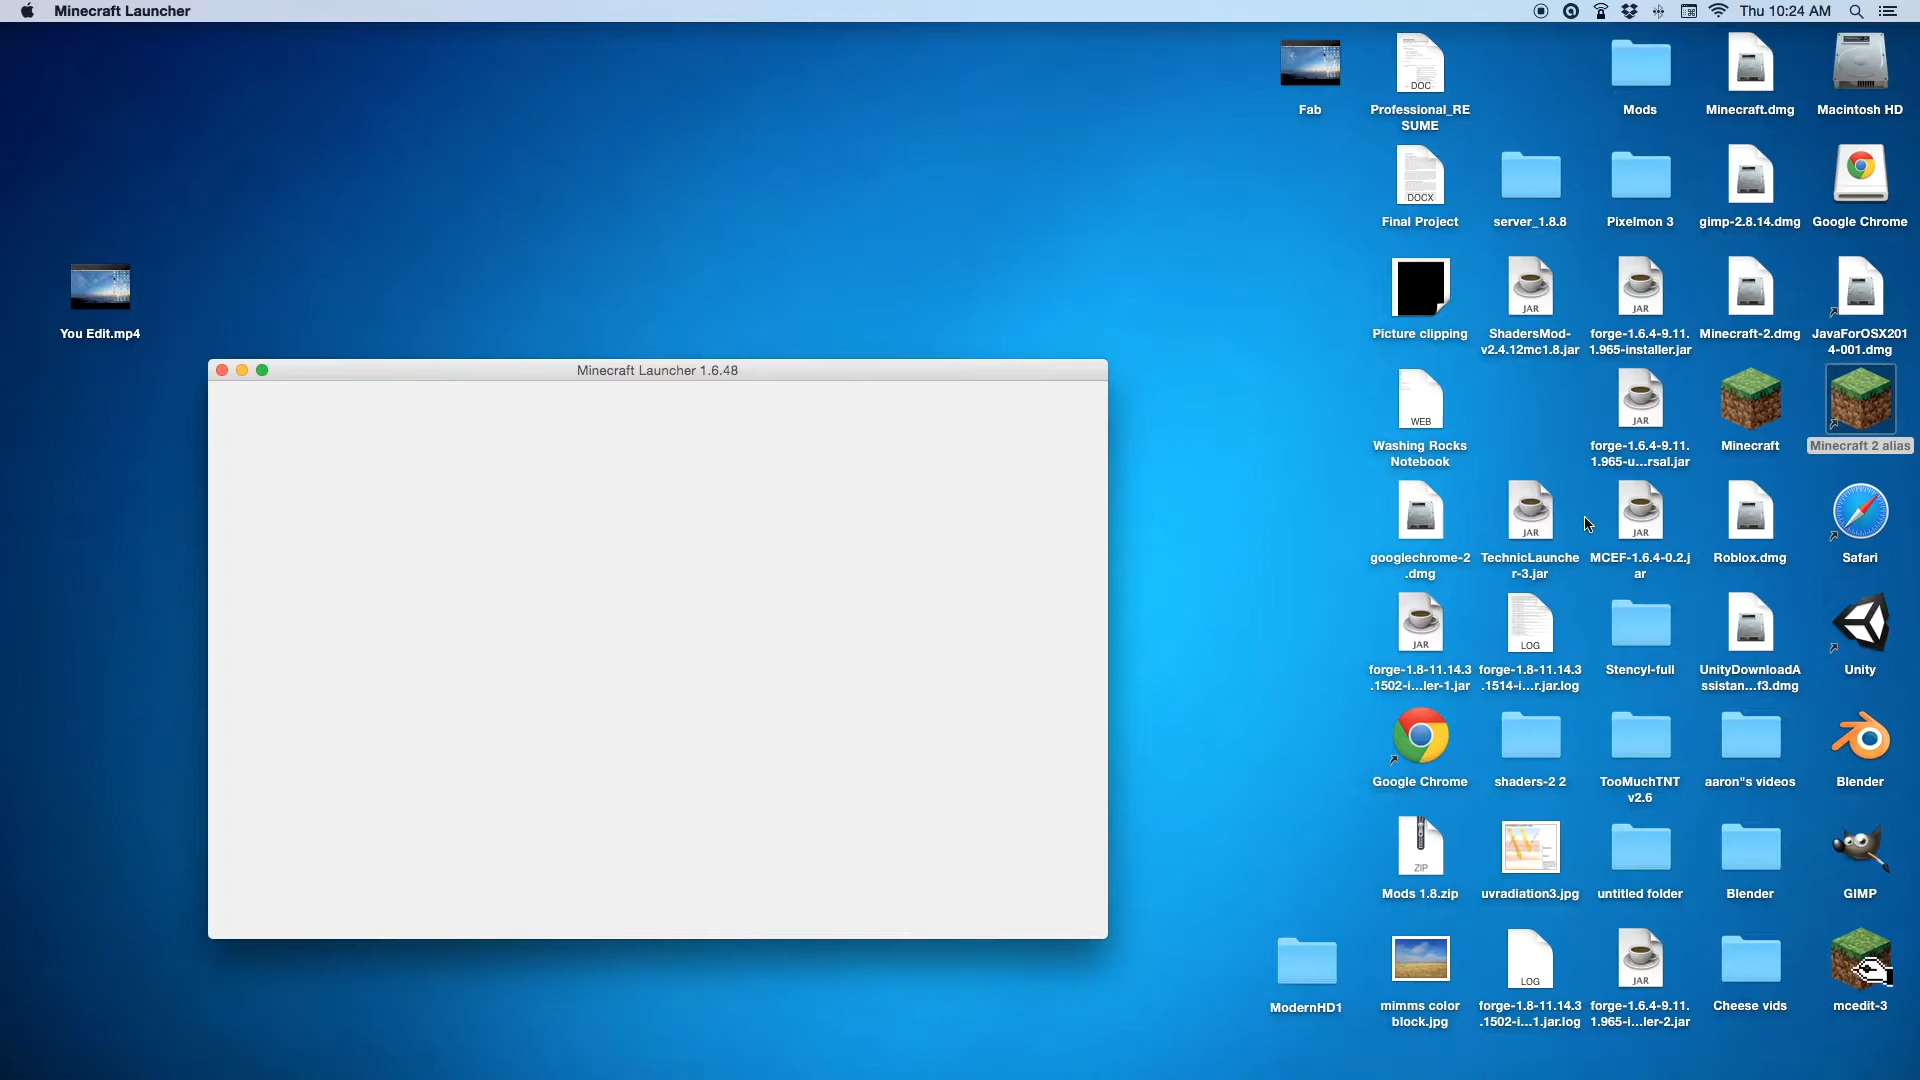 Minecraft Launcher
Thu 10:24 AM
Fab
DOC
Professional_RE
SUME
Mods
Minecraft.dmg
Macintosh HD
DOCX
Final Project
server_1.8.8
Pixelmon 3
gimp-2.8.14.dmg
Google Chrome
You Edit.mp4
Picture clipping
JAR
ShadersMod-
v2.4.12mc1.8.jar
JAR
forge-1.6.4-9.11.
1.965-installer.jar
Minecraft-2.dmg
JavaForOSX201
4-001.dmg
Minecraft Launcher 1.6.48
WEB
Washing Rocks
Notebook
JAR
forge-1.6.4-9.11.
1.965-u...rsal.jar
Minecraft
Minecraft 2 alias
googlechrome-2
.dmg
JAR
TechnicLaunche
r-3.jar
JAR
MCEF-1.6.4-0.2.j
ar
Roblox.dmg
Safari
JAR
forge-1.8-11.14.3
.1502-i...ler-1.jar
LOG
forge-1.8-11.14.3
.1514-i...r.jar.log
Stencyl-full
UnityDownloadA
ssistan...f3.dmg
Unity
Google Chrome
shaders-2 2
TooMuchTNT
v2.6
aaron"s videos
Blender
ZIP
Mods 1.8.zip
uvradiation3.jpg
untitled folder
Blender
GIMP
ModernHD1
mimms color
block.jpg
LOG
forge-1.8-11.14.3
.1502-i...1.jar.log
JAR
forge-1.6.4-9.11.
1.965-i...ler-2.jar
Cheese vids
mcedit-3